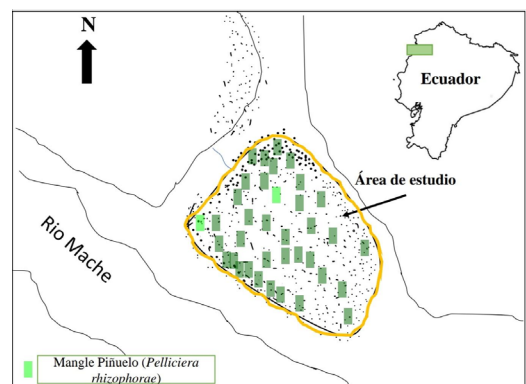 N
Ecuador
Área de estudio
Rio Mache
Mangle Piñuelo (Pelliciera
rhizophorae)